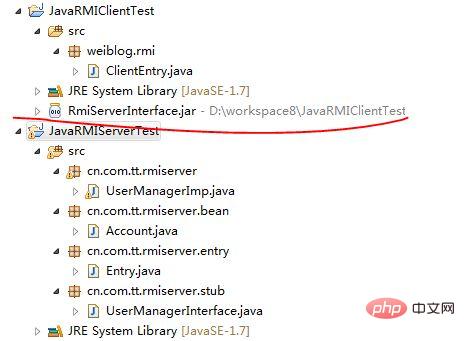 JavaRMIClientTest
src
weiblog.rmi
ClientEntry.java
JRE System Library [JavaSE-1.7]
RmiServerInterface.jar - D:\workspace8\JavaRMIClientTest
JavaRMIServerTest
src
cn.com.tt.rmiserver
UserManagerImp.java
cn.com.tt.rmiserver.bean
Account.java
cn.com.tt.rmiserver.entry
Entry.java
cn.com.tt.rmiserver.stub
UserManagerInterface.java
JRE System Library [JavaSE-1.7]
php 中文网